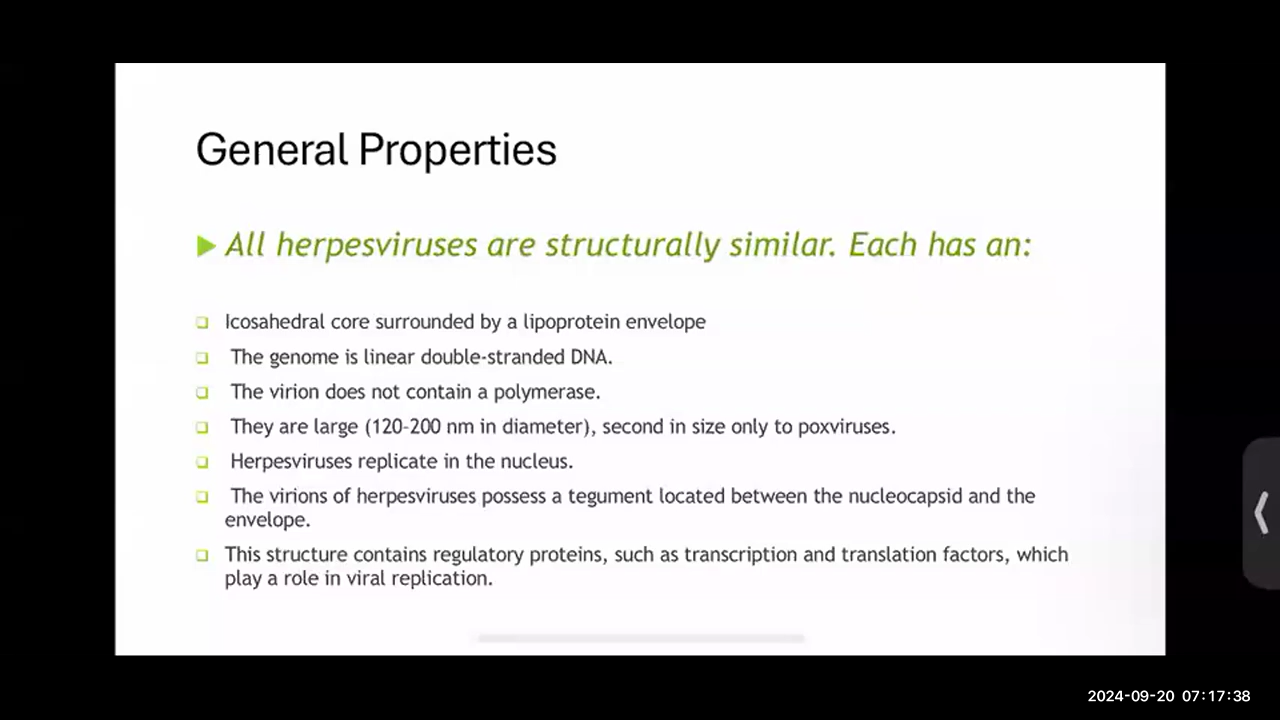 General Properties
All herpesviruses are structurally similar. Each has an:
Icosahedral core surrounded by a lipoprotein envelope
The genome is linear double-stranded DNA.
The virion does not contain a polymerase.
They are large (120-200 nm in diameter), second in size only to poxviruses.
Herpesviruses replicate in the nucleus.
The virions of herpesviruses possess a tegument located between the nucleocapsid and the
envelope.
This structure contains regulatory proteins, such as transcription and translation factors, which
play a role in viral replication.
2024-09-20 07:17:38